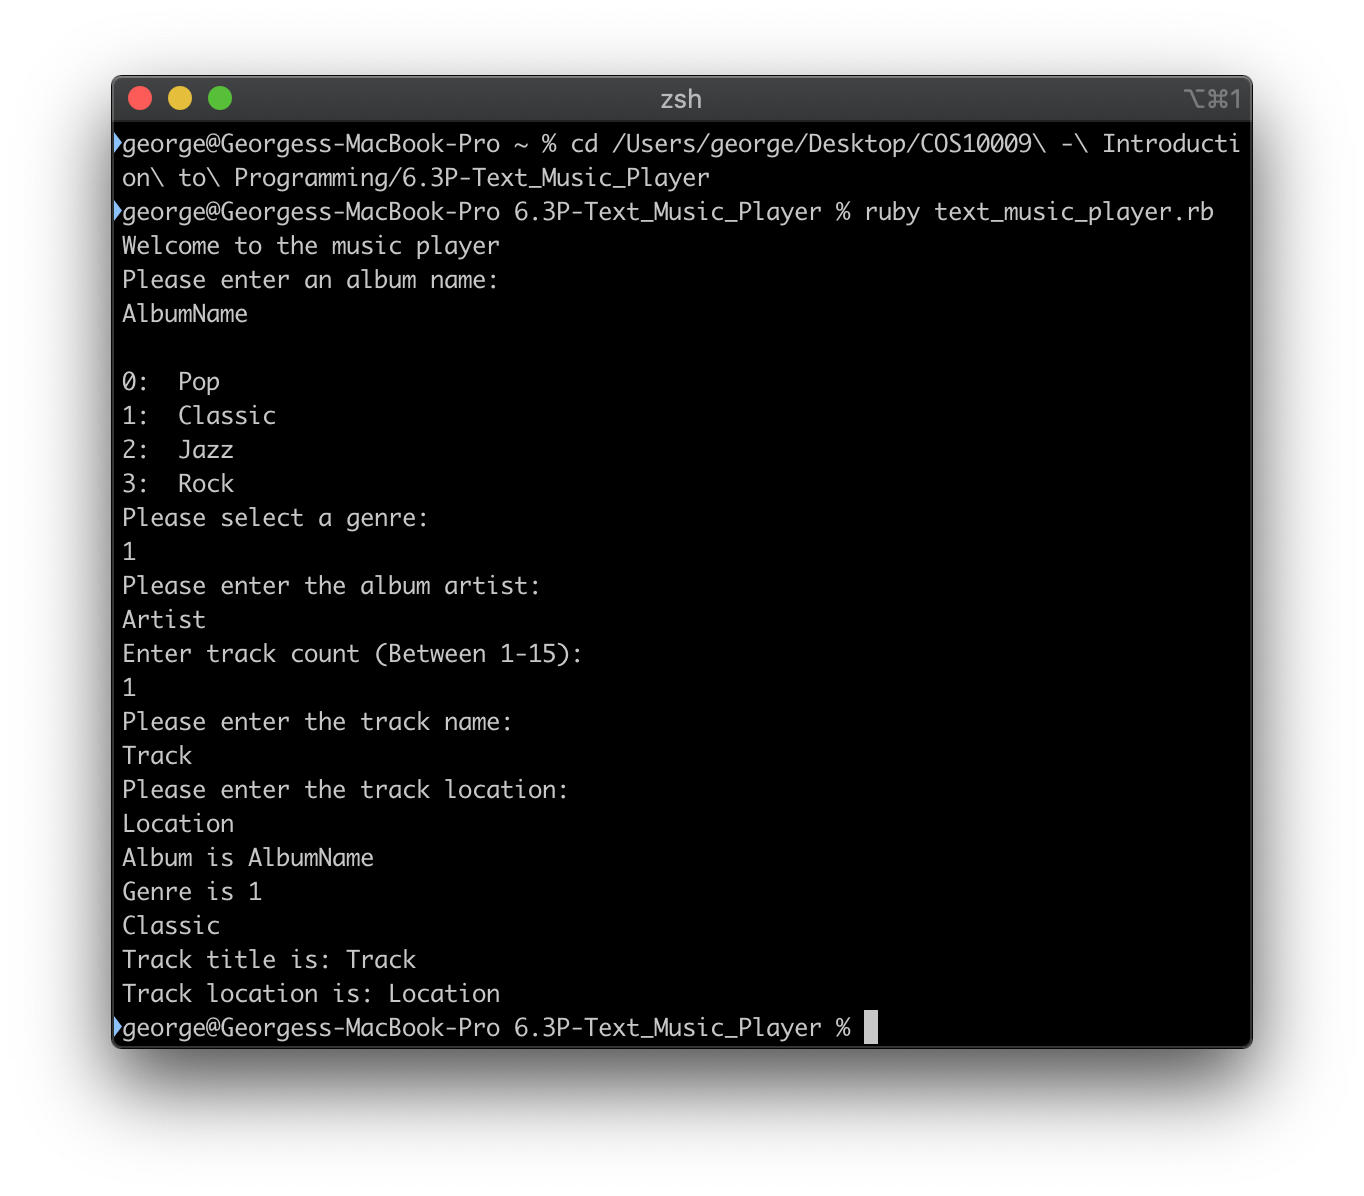 zsh
⌥⌘1
george@Georgess-MacBook-Pro ~ % cd /Users/george/Desktop/COS10009\ -\ Introducti
on\ to\ Programming/6.3P-Text_Music_Player
george@Georgess-MacBook-Pro 6.3P-Text_Music_Player % ruby text_music_player.rb
Welcome to the music player
Please enter an album name:
AlbumName
0:  Pop
1:  Classic
2:  Jazz
3:  Rock
Please select a genre:
1
Please enter the album artist:
Artist
Enter track count (Between 1-15):
1
Please enter the track name:
Track
Please enter the track location:
Location
Album is AlbumName
Genre is 1
Classic
Track title is: Track
Track location is: Location
george@Georgess-MacBook-Pro 6.3P-Text_Music_Player %